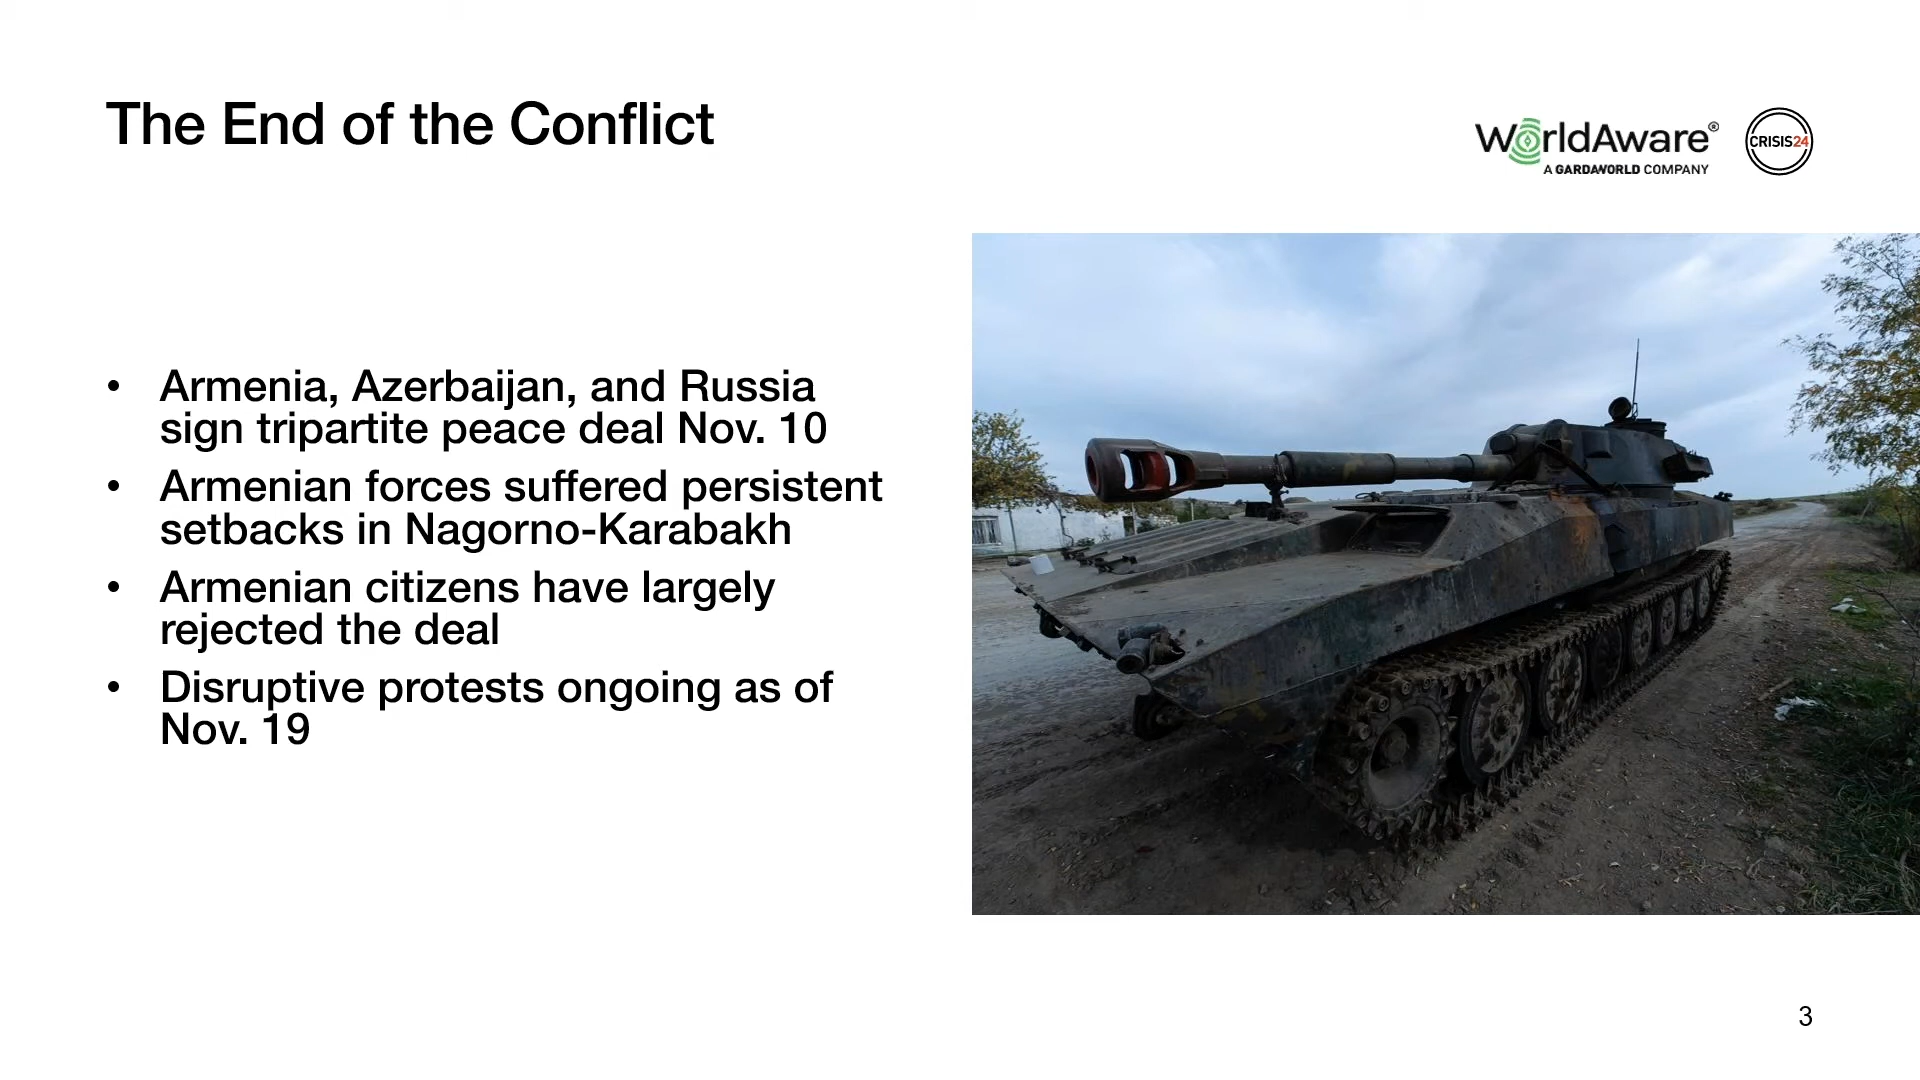 The End of the Conflict
WorldAware®
A GARDAWORLD COMPANY
CRISIS24
• Armenia, Azerbaijan, and Russia
sign tripartite peace deal Nov. 10
• Armenian forces suffered persistent
setbacks in Nagorno-Karabakh
• Armenian citizens have largely
rejected the deal
• Disruptive protests ongoing as of
Nov. 19
3